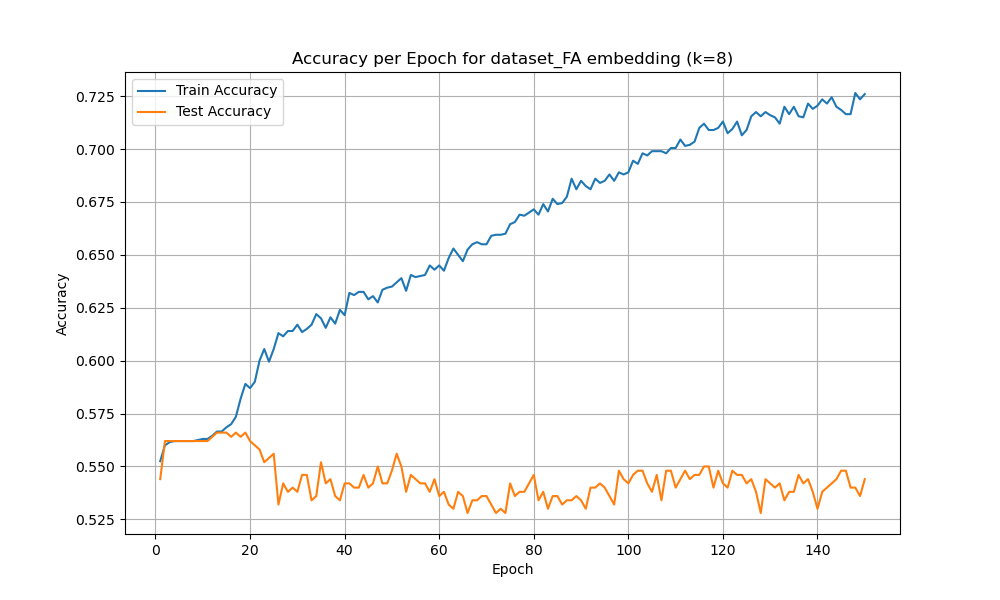 Accuracy per Epoch for dataset_FA embedding (k=8)
Train Accuracy
Test Accuracy
0.725
0.700
0.675
0.650
0.625
0.600
0.575
0.550
0.525
Accuracy
0 20 40 60 80 100 120 140
Epoch